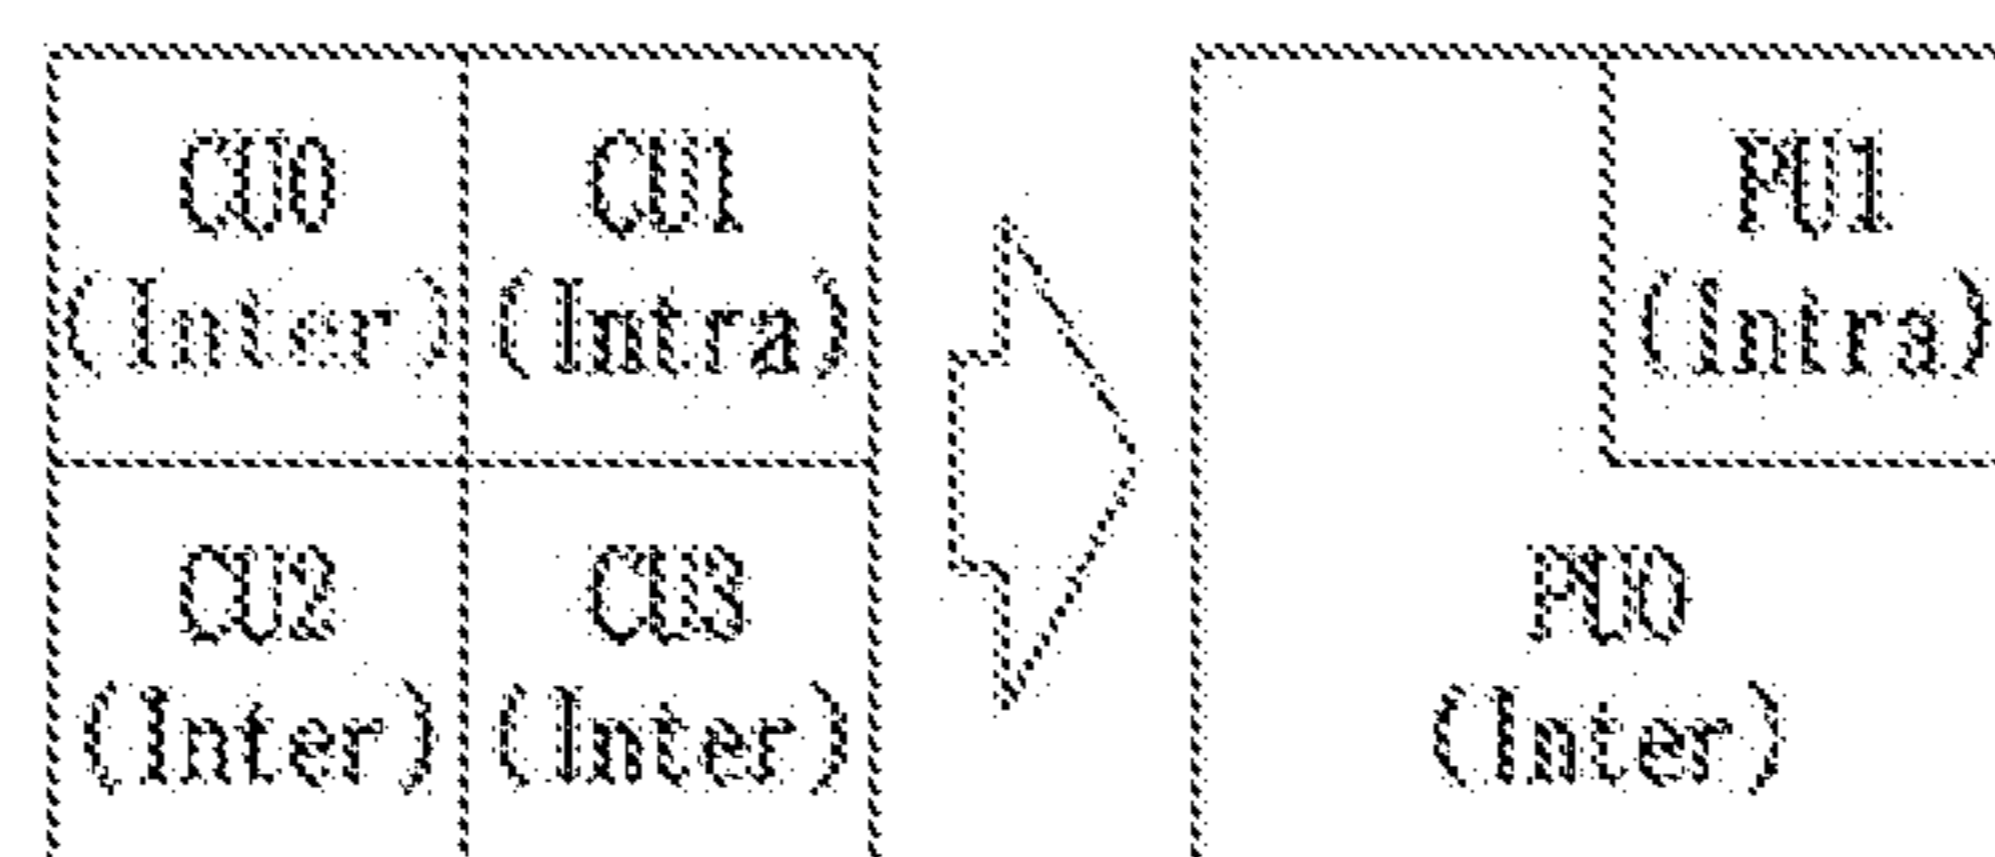 CU0
(Inter)
CU1
(Intra)
CU2
(Inter)
CU3
(Inter)
PU1
(Intra)
PU0
(Inter)